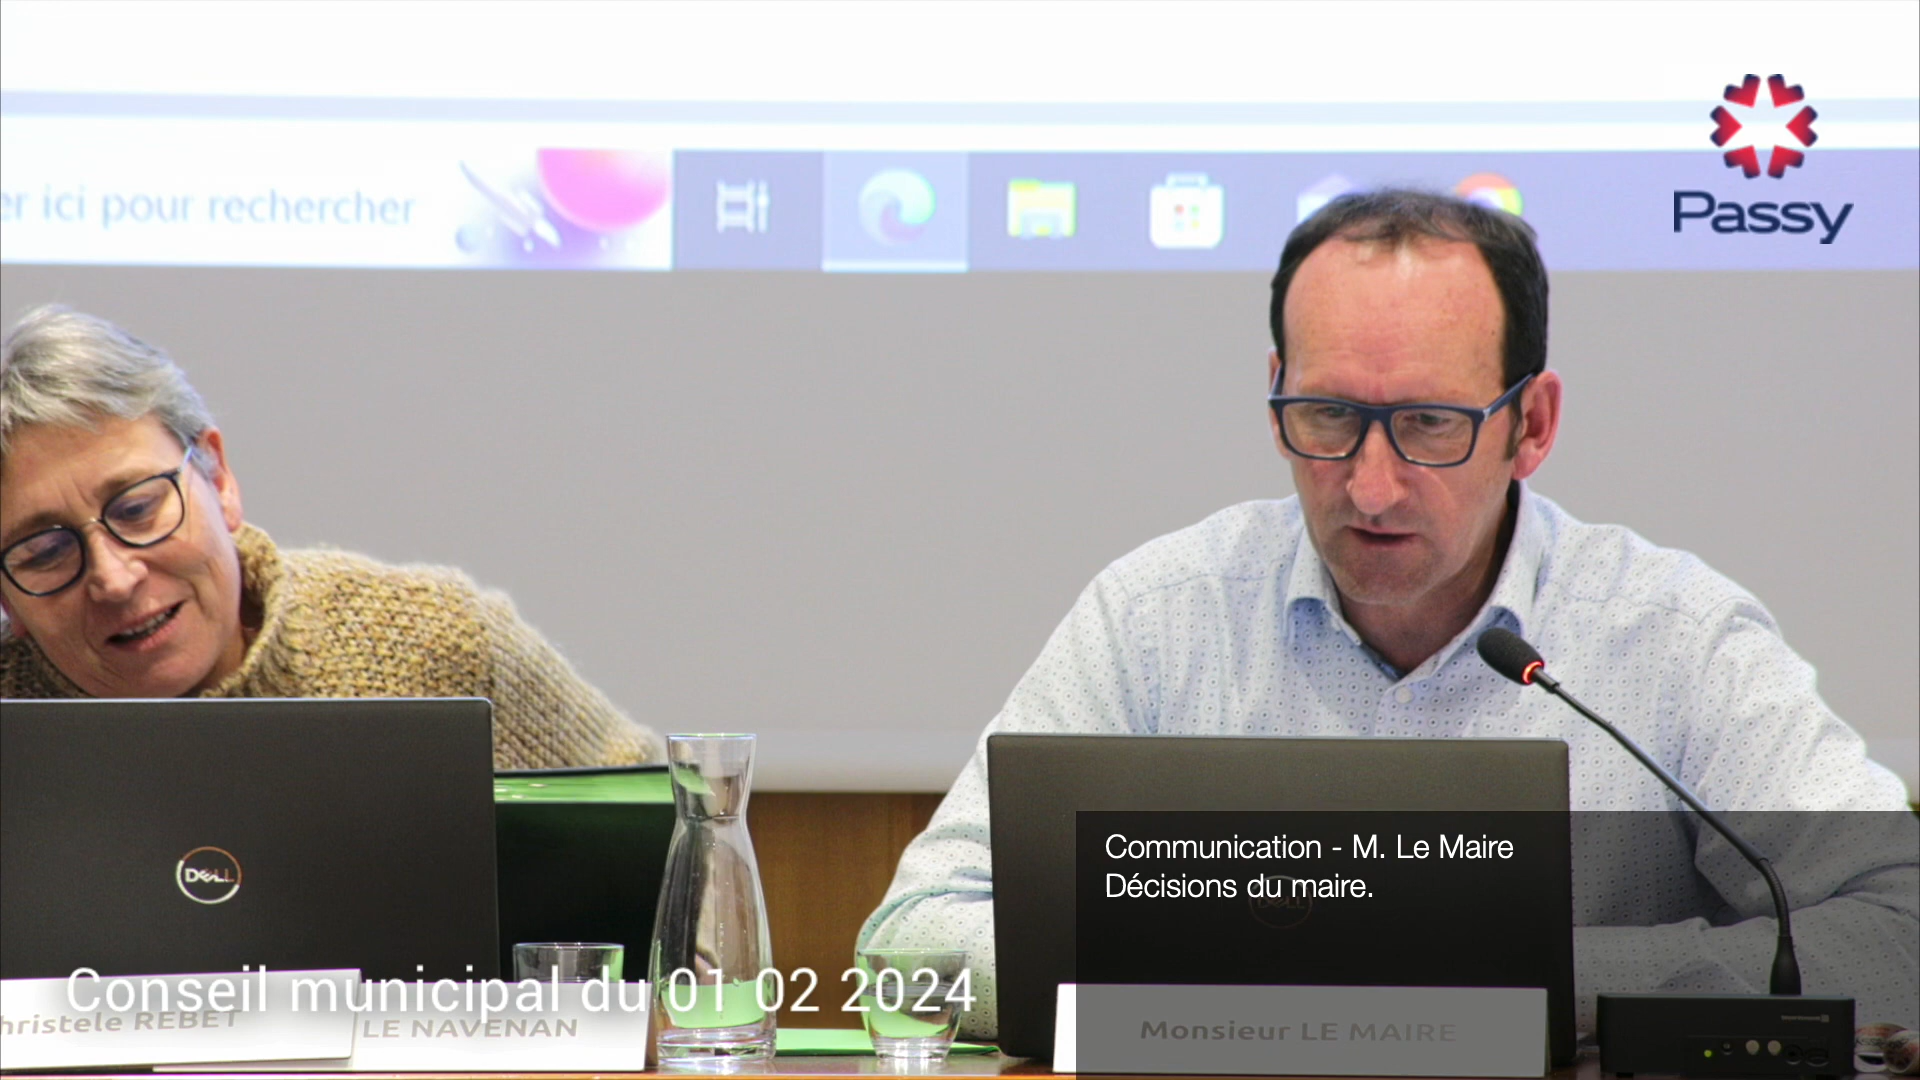 er ici pour rechercher
Passy
DELL
Communication - M. Le Maire
Décisions du maire.
DELL
Conseil municipal du 01 02 2024
hristele REBET
LE NAVENAN
Monsieur LE MAIRE